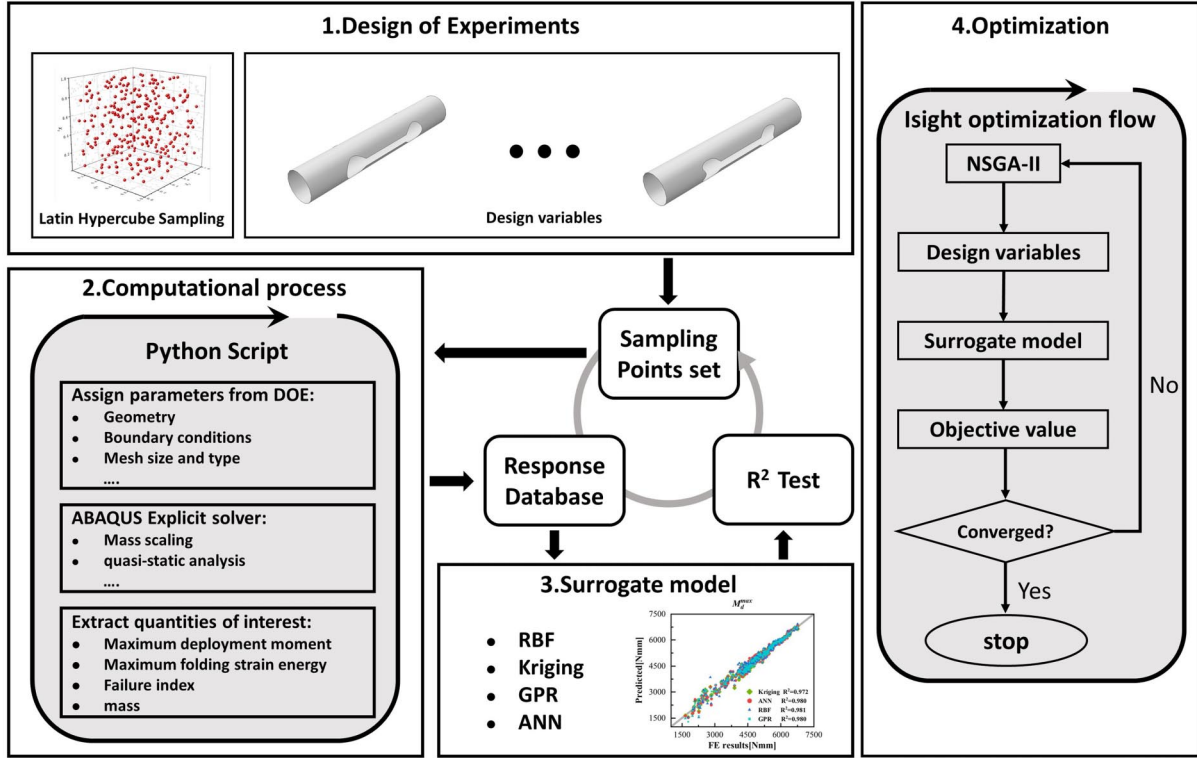 1.Design of Experiments
Latin Hypercube Sampling
Design variables
2.Computational process
Python Script
Assign parameters from DOE:
● Geometry
● Boundary conditions
● Mesh size and type
....
ABAQUS Explicit solver:
● Mass scaling
● quasi-static analysis
....
Extract quantities of interest:
● Maximum deployment moment
● Maximum folding strain energy
● Failure index
● mass
Sampling
Points set
Response
Database
R² Test
3.Surrogate model
● RBF
● Kriging
● GPR
● ANN
M_d^max
Predicted[Nmm]
7500
6000
4500
3000
1500
Kriging R²=0.972
ANN R²=0.980
RBF R²=0.981
GPR R²=0.980
1500 3000 4500 6000 7500
FE results[Nmm]
4.Optimization
Isight optimization flow
NSGA-II
Design variables
Surrogate model
Objective value
No
Converged?
Yes
stop